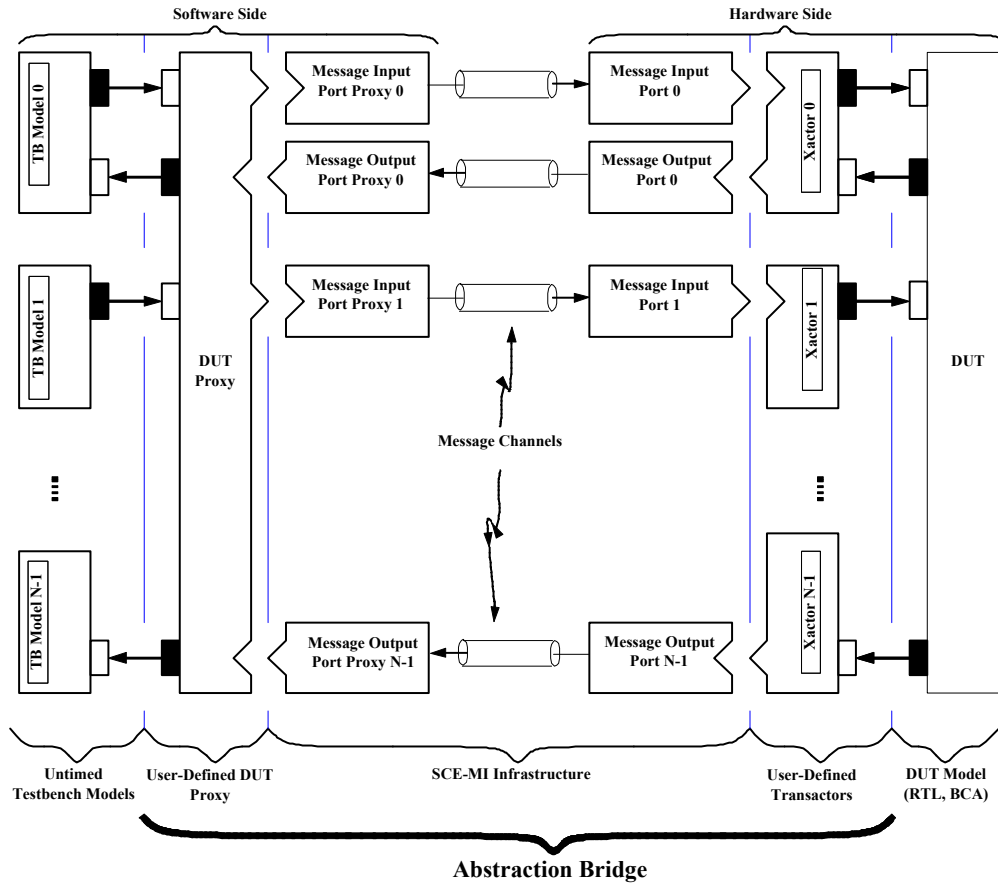 Software Side
Hardware Side
TB Model 0
Message Input
Port Proxy 0
Message Input
Port 0
Xactor 0
Message Output
Port Proxy 0
Message Output
Port 0
TB Model 1
Message Input
Port Proxy 1
Message Input
Port 1
Xactor 1
DUT
Proxy
DUT
Message Channels
TB Model N-1
Message Output
Port Proxy N-1
Message Output
Port N-1
Xactor N-1
Untimed
Testbench Models
User-Defined DUT
Proxy
SCE-MI Infrastructure
User-Defined
Transactors
DUT Model
(RTL, BCA)
Abstraction Bridge